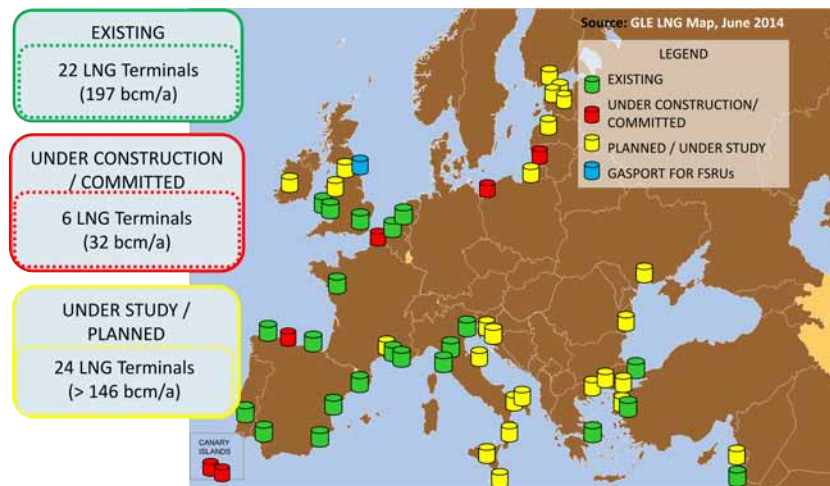 EXISTING
22 LNG Terminals
(197 bcm/a)
UNDER CONSTRUCTION
/ COMMITTED
6 LNG Terminals
(32 bcm/a)
UNDER STUDY /
PLANNED
24 LNG Terminals
(> 146 bcm/a)
Source: GLE LNG Map, June 2014
LEGEND
EXISTING
UNDER CONSTRUCTION/
COMMITTED
PLANNED / UNDER STUDY
GASPORT FOR FSRUs
CANARY
ISLANDS